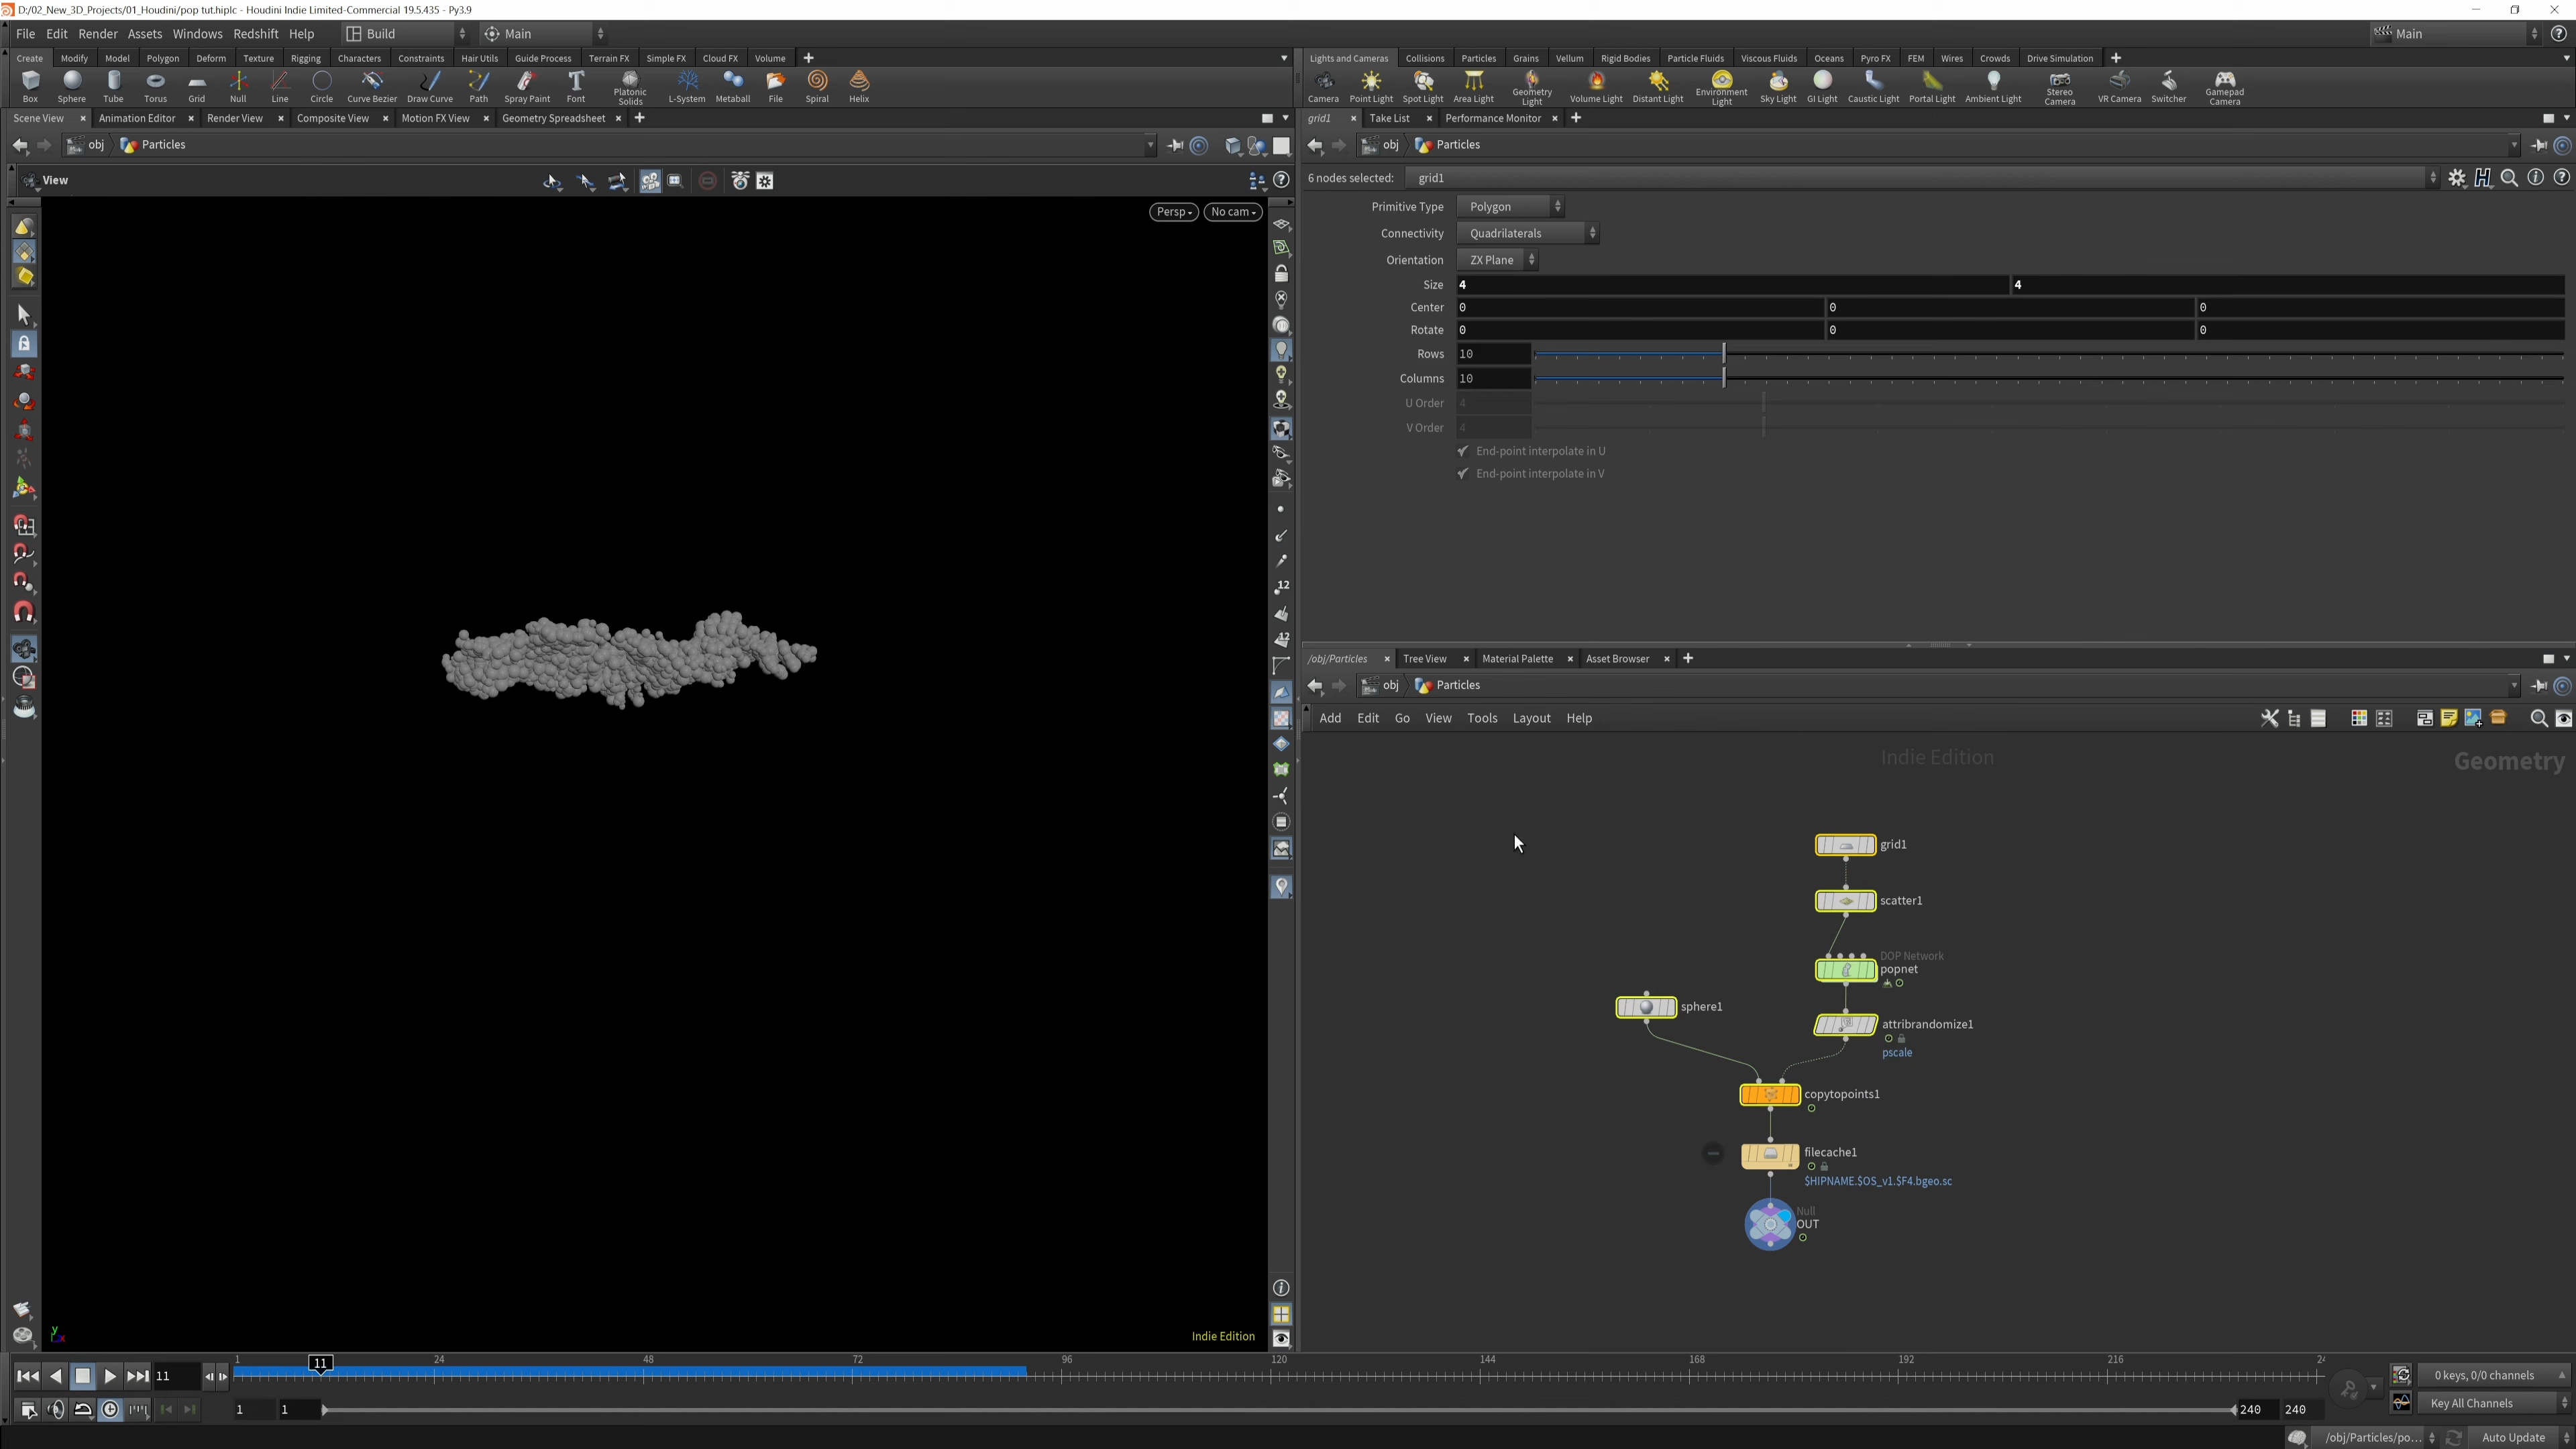 D:/02_New_3D_Projects/01_Houdini/pop tut.hiplc - Houdini Indie Limited-Commercial 19.5.435 - Py3.9
File Edit Render Assets Windows Redshift Help Build Main Main
Create Modify Model Polygon Deform Texture Rigging Characters Constraints Hair Utils Guide Process Terrain FX Simple FX Cloud FX Volume
Lights and Cameras Collisions Particles Grains Vellum Rigid Bodies Particle Fluids Viscous Fluids Oceans Pyro FX FEM Wires Crowds Drive Simulation
Box Sphere Tube Torus Grid Null Line Circle Curve Bezier Draw Curve Path Spray Paint Font Platonic Solids L-System Metaball File Spiral Helix
Camera Point Light Spot Light Area Light Geometry Light Volume Light Distant Light Environment Light Sky Light GI Light Caustic Light Portal Light Ambient Light Stereo Camera VR Camera Switcher Gamepad Camera
Scene View Animation Editor Render View Composite View Motion FX View Geometry Spreadsheet
grid1 Take List Performance Monitor
obj Particles
obj Particles
View
6 nodes selected: grid1
Persp No cam
Primitive Type Polygon
Connectivity Quadrilaterals
Orientation ZX Plane
Size 4 4
Center 0 0 0
Rotate 0 0 0
Rows 10
Columns 10
U Order 4
V Order 4
End-point interpolate in U
End-point interpolate in V
12
12
/obj/Particles Tree View Material Palette Asset Browser
obj Particles
Add Edit Go View Tools Layout Help
Indie Edition
Geometry
grid1
scatter1
DOP Network
popnet
sphere1
attribrandomize1
pscale
copytopoints1
filecache1
$HIPNAME.$OS_v1.$F4.bgeo.sc
Null
OUT
y
x
Indie Edition
1 11 24 48 72 96 120 144 168 192 216 24
11
0 keys, 0/0 channels
1 1 240 240
Key All Channels
/obj/Particles/po... Auto Update